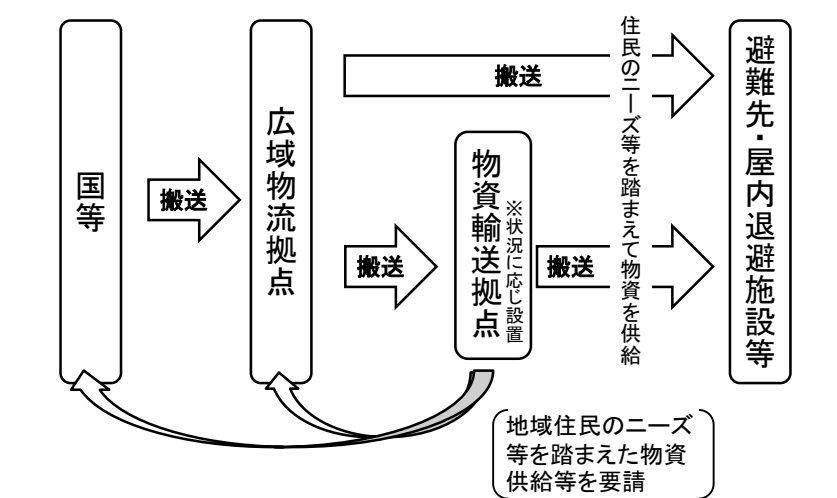 国等
搬送
広域物流拠点
搬送
搬送
物資輸送拠点
※状況に応じ設置
搬送
住民のニーズ等を踏まえて物資を供給
避難先・屋内退避施設等
地域住民のニーズ
等を踏まえた物資
供給等を要請